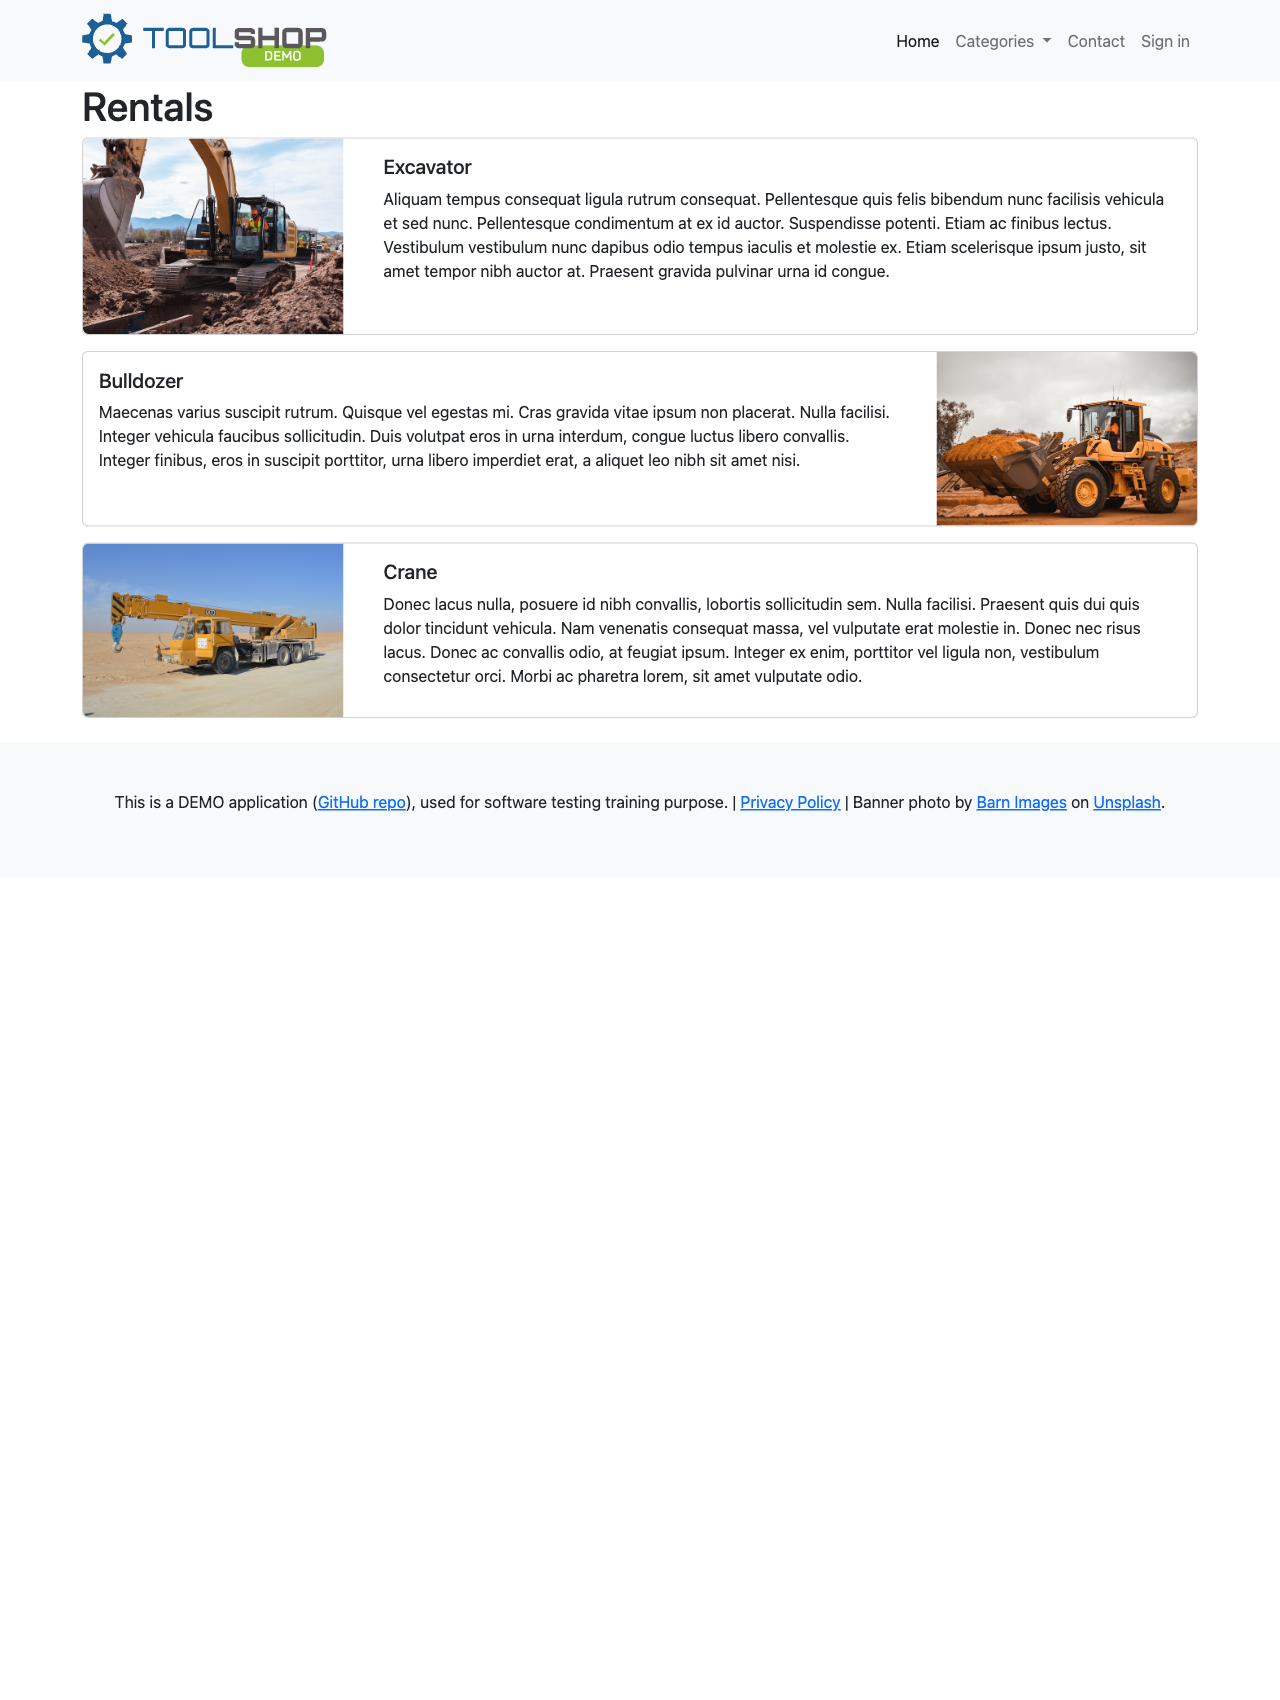 TOOLSHOP
DEMO
Home Categories Contact Sign in
Rentals
Excavator
Aliquam tempus consequat ligula rutrum consequat. Pellentesque quis felis bibendum nunc facilisis vehicula
et sed nunc. Pellentesque condimentum at ex id auctor. Suspendisse potenti. Etiam ac finibus lectus.
Vestibulum vestibulum nunc dapibus odio tempus iaculis et molestie ex. Etiam scelerisque ipsum justo, sit
amet tempor nibh auctor at. Praesent gravida pulvinar urna id congue.
Bulldozer
Maecenas varius suscipit rutrum. Quisque vel egestas mi. Cras gravida vitae ipsum non placerat. Nulla facilisi.
Integer vehicula faucibus sollicitudin. Duis volutpat eros in urna interdum, congue luctus libero convallis.
Integer finibus, eros in suscipit porttitor, urna libero imperdiet erat, a aliquet leo nibh sit amet nisi.
Crane
Donec lacus nulla, posuere id nibh convallis, lobortis sollicitudin sem. Nulla facilisi. Praesent quis dui quis
dolor tincidunt vehicula. Nam venenatis consequat massa, vel vulputate erat molestie in. Donec nec risus
lacus. Donec ac convallis odio, at feugiat ipsum. Integer ex enim, porttitor vel ligula non, vestibulum
consectetur orci. Morbi ac pharetra lorem, sit amet vulputate odio.
This is a DEMO application (GitHub repo), used for software testing training purpose. | Privacy Policy | Banner photo by Barn Images on Unsplash.